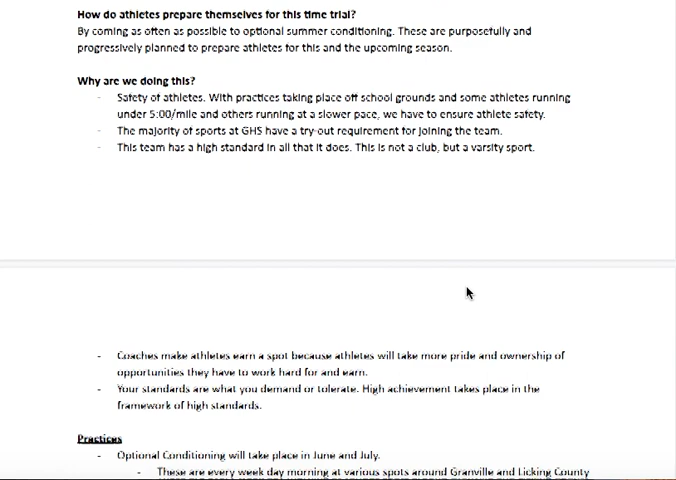 How do athletes prepare themselves for this time trial?
By coming as often as possible to optional summer conditioning. These are purposefully and
progressively planned to prepare athletes for this and the upcoming season.
Why are we doing this?
- Safety of athletes. With practices taking place off school grounds and some athletes running
under 5:00/mile and others running at a slower pace, we have to ensure athlete safety.
- The majority of sports at GHS have a try-out requirement for joining the team.
- This team has a high standard in all that it does. This is not a club, but a varsity sport.
- Coaches make athletes earn a spot because athletes will take more pride and ownership of
opportunities they have to work hard for and earn.
- Your standards are what you demand or tolerate. High achievement takes place in the
framework of high standards.
Practices
- Optional Conditioning will take place in June and July.
- These are every week day morning at various spots around Granville and Licking County